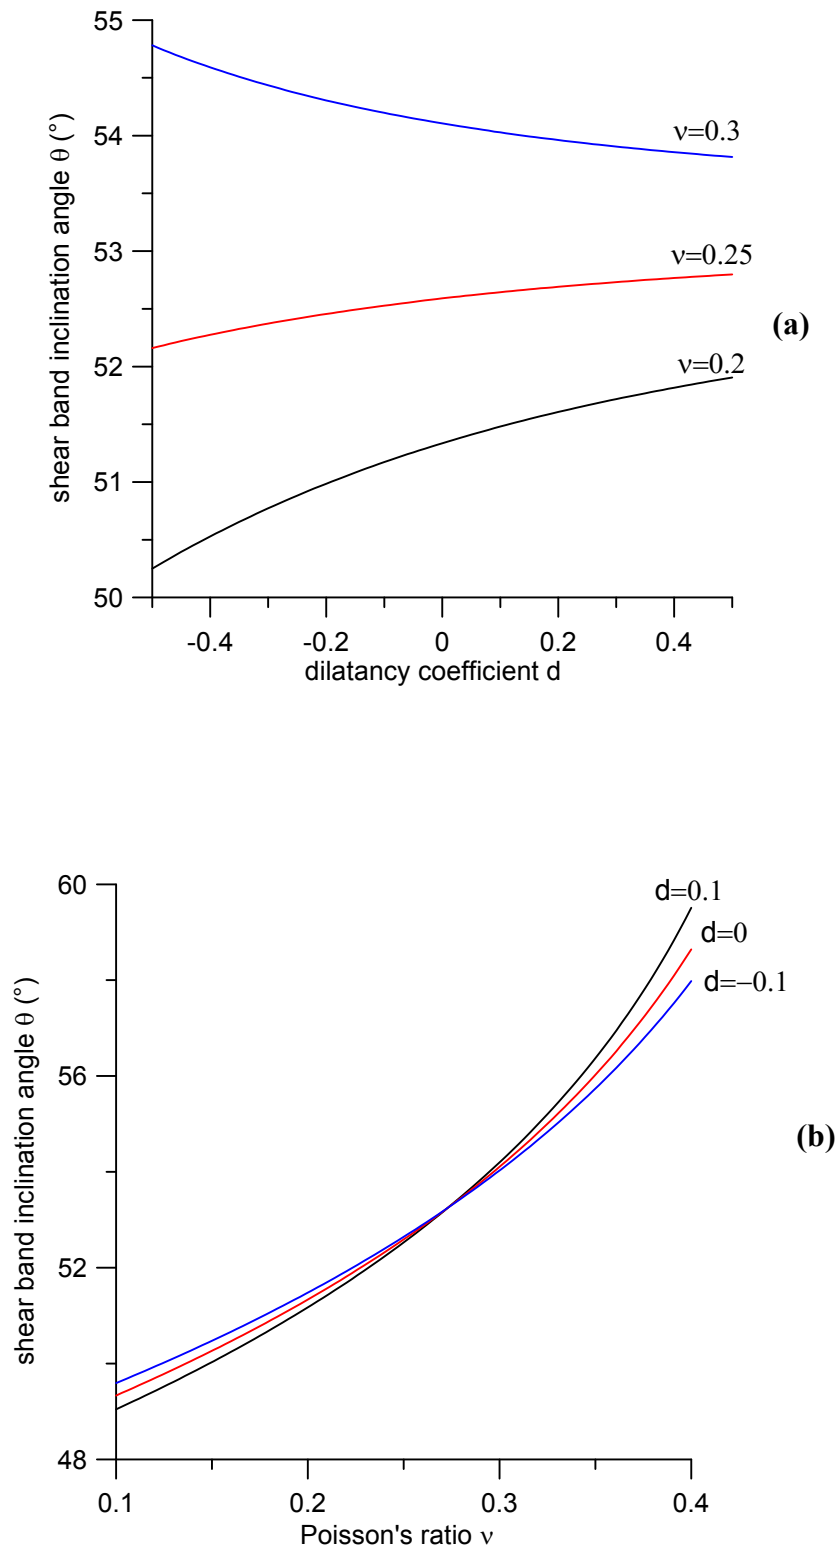 55
54
53
52
51
50
shear band inclination angle θ (°)
ν=0.3
ν=0.25
ν=0.2
(a)
-0.4 -0.2 0 0.2 0.4
dilatancy coefficient d
60
56
52
48
shear band inclination angle θ (°)
d=0.1
d=0
d=−0.1
(b)
0.1 0.2 0.3 0.4
Poisson's ratio ν